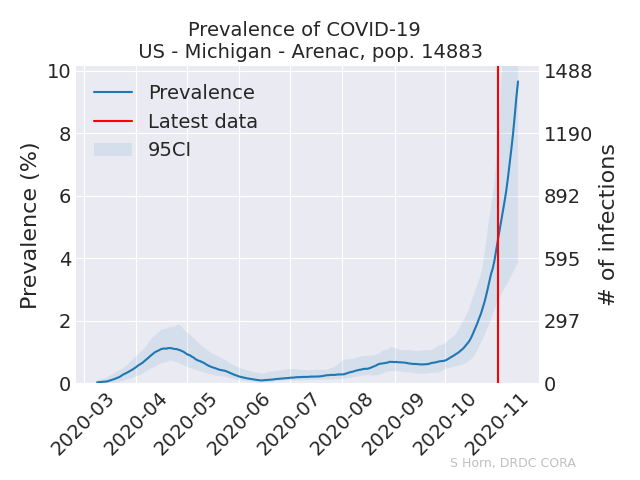 Prevalence of COVID-19
US - Michigan - Arenac, pop. 14883
Prevalence
Latest data
95CI
Prevalence (%)
10
8
6
4
2
0
1488
1190
892
595
297
0
# of infections
2020-03
2020-04
2020-05
2020-06
2020-07
2020-08
2020-09
2020-10
2020-11
S Horn, DRDC CORA